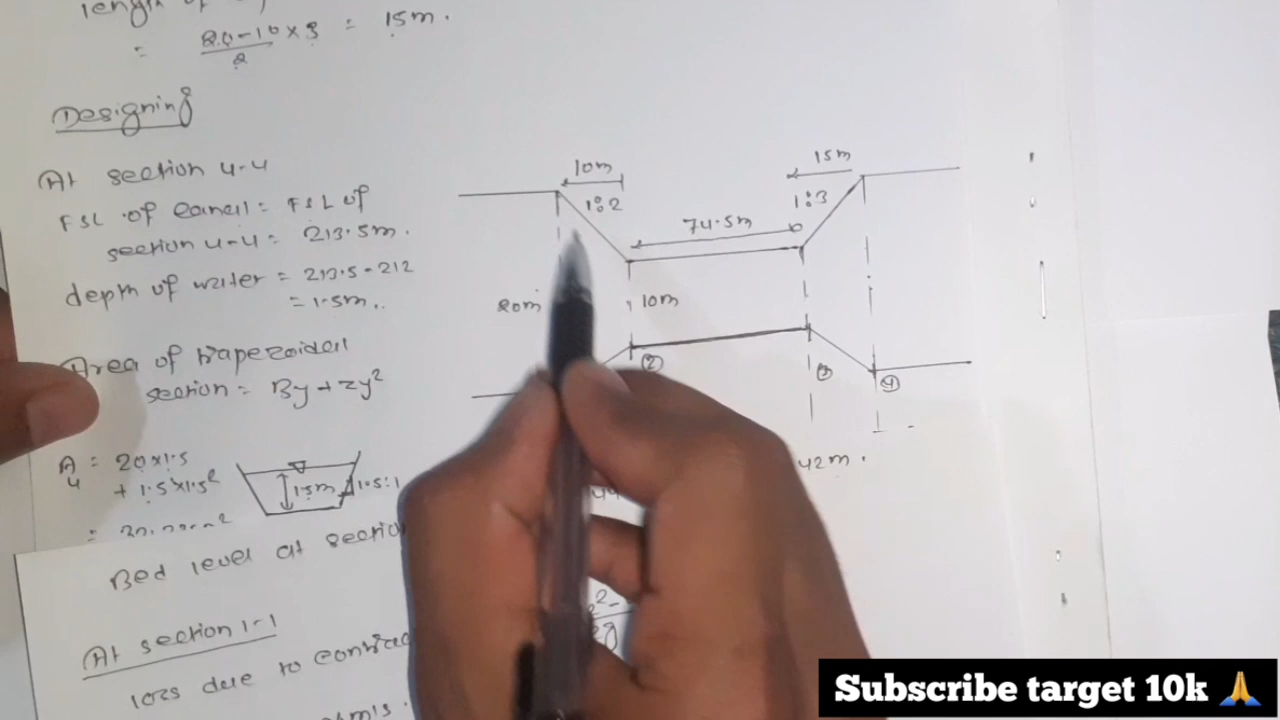 length of
= 20-10 × 3 = 15m.
2
Designing
At section 4-4
FSL of canal = FSL of
section 4-4 = 213.5m.
depth of water = 213.5-212
= 1.5m.
Area of trapezoidal
section = By + zy²
A₄ = 20×1.5
+ 1.5×1.5²
1.5m
1.5:1
10m
1:2
74.5m
15m
1:3
20m
10m
②
③
④
42m.
Bed level at section
At section 1-1
loss due to
Subscribe target 10k 🙏